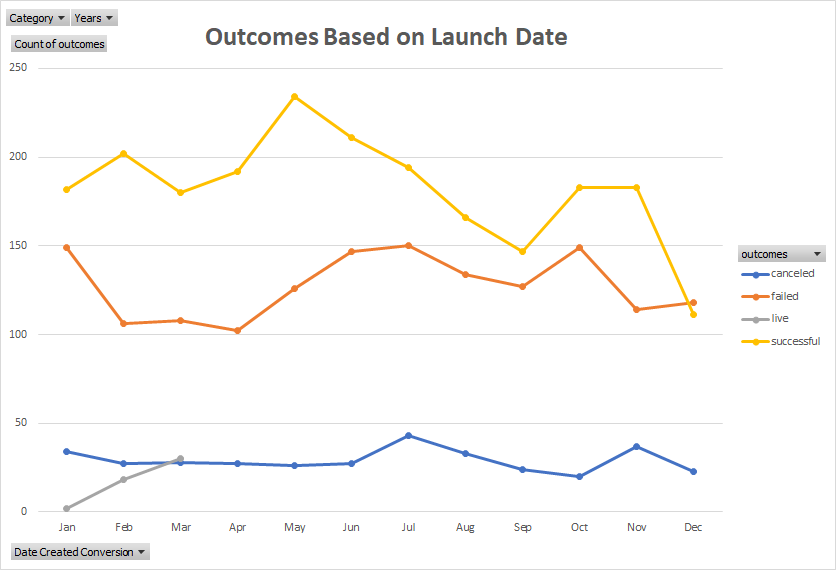 Category Years
Count of outcomes
Outcomes Based on Launch Date
250
200
150
100
50
0
Jan Feb Mar Apr May Jun Jul Aug Sep Oct Nov Dec
outcomes
canceled
failed
live
successful
Date Created Conversion